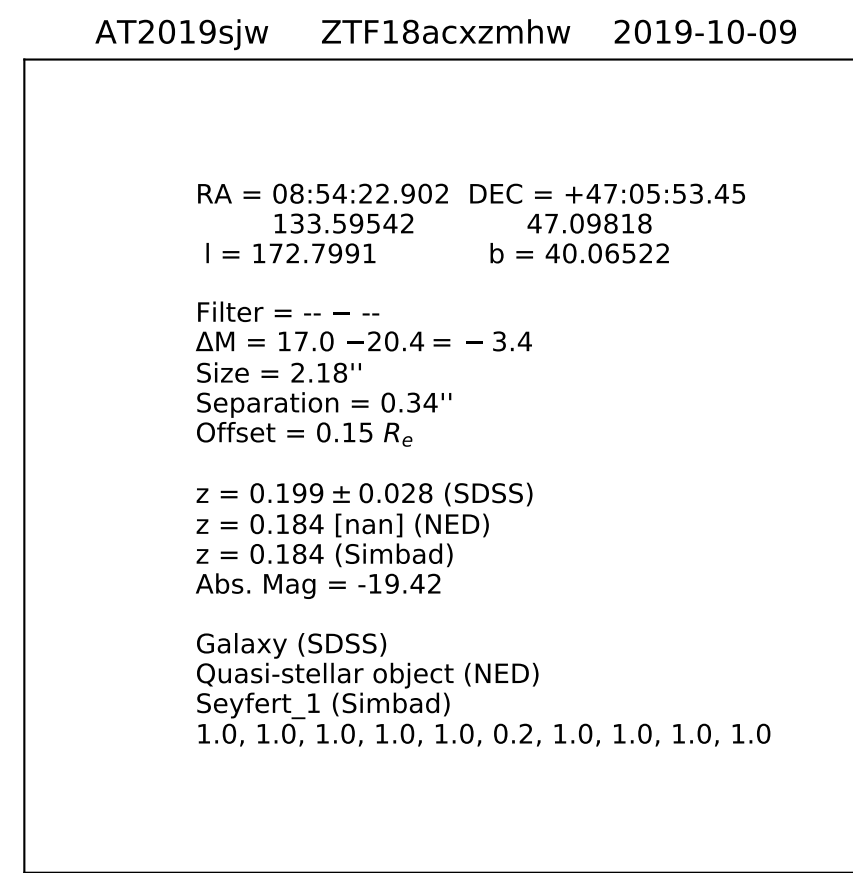 AT2019sjw ZTF18acxzmhw 2019-10-09
RA = 08:54:22.902 DEC = +47:05:53.45
133.59542 47.09818
l = 172.7991 b = 40.06522
Filter = -- − --
ΔM = 17.0 −20.4 = − 3.4
Size = 2.18''
Separation = 0.34''
Offset = 0.15 Re
z = 0.199 ± 0.028 (SDSS)
z = 0.184 [nan] (NED)
z = 0.184 (Simbad)
Abs. Mag = -19.42
Galaxy (SDSS)
Quasi-stellar object (NED)
Seyfert_1 (Simbad)
1.0, 1.0, 1.0, 1.0, 1.0, 0.2, 1.0, 1.0, 1.0, 1.0